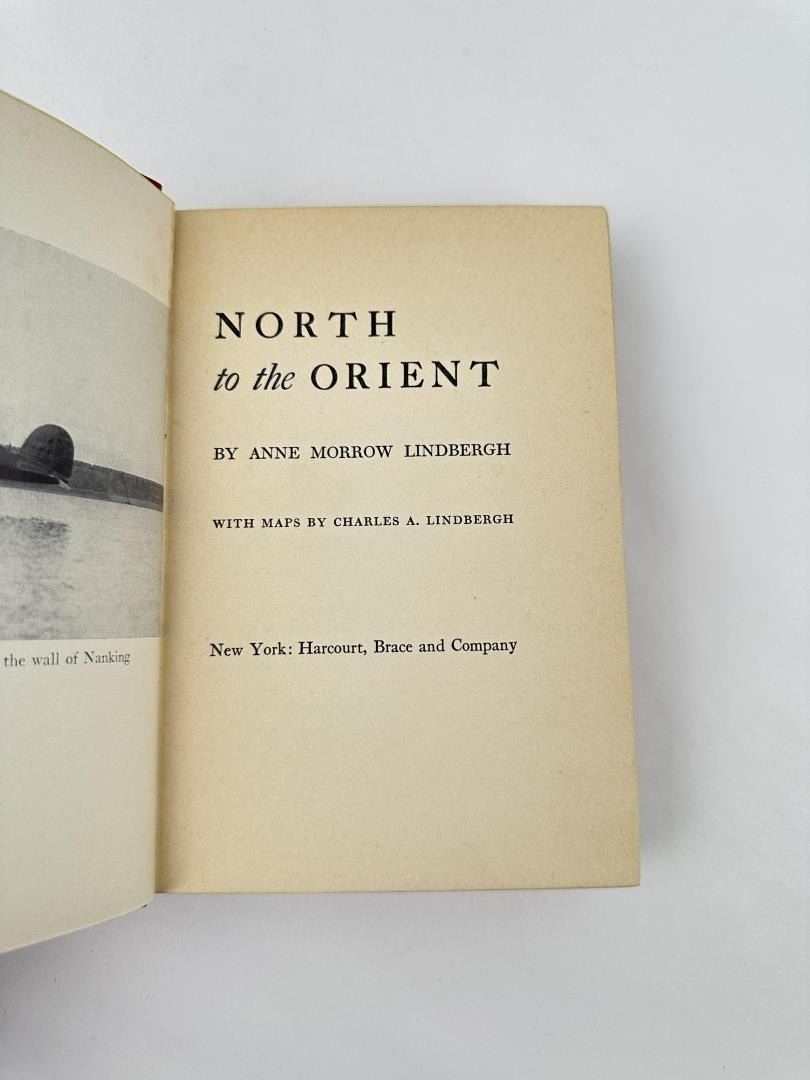 the wall of Nanking
NORTH
to the ORIENT
BY ANNE MORROW LINDBERGH
WITH MAPS BY CHARLES A. LINDBERGH
New York: Harcourt, Brace and Company